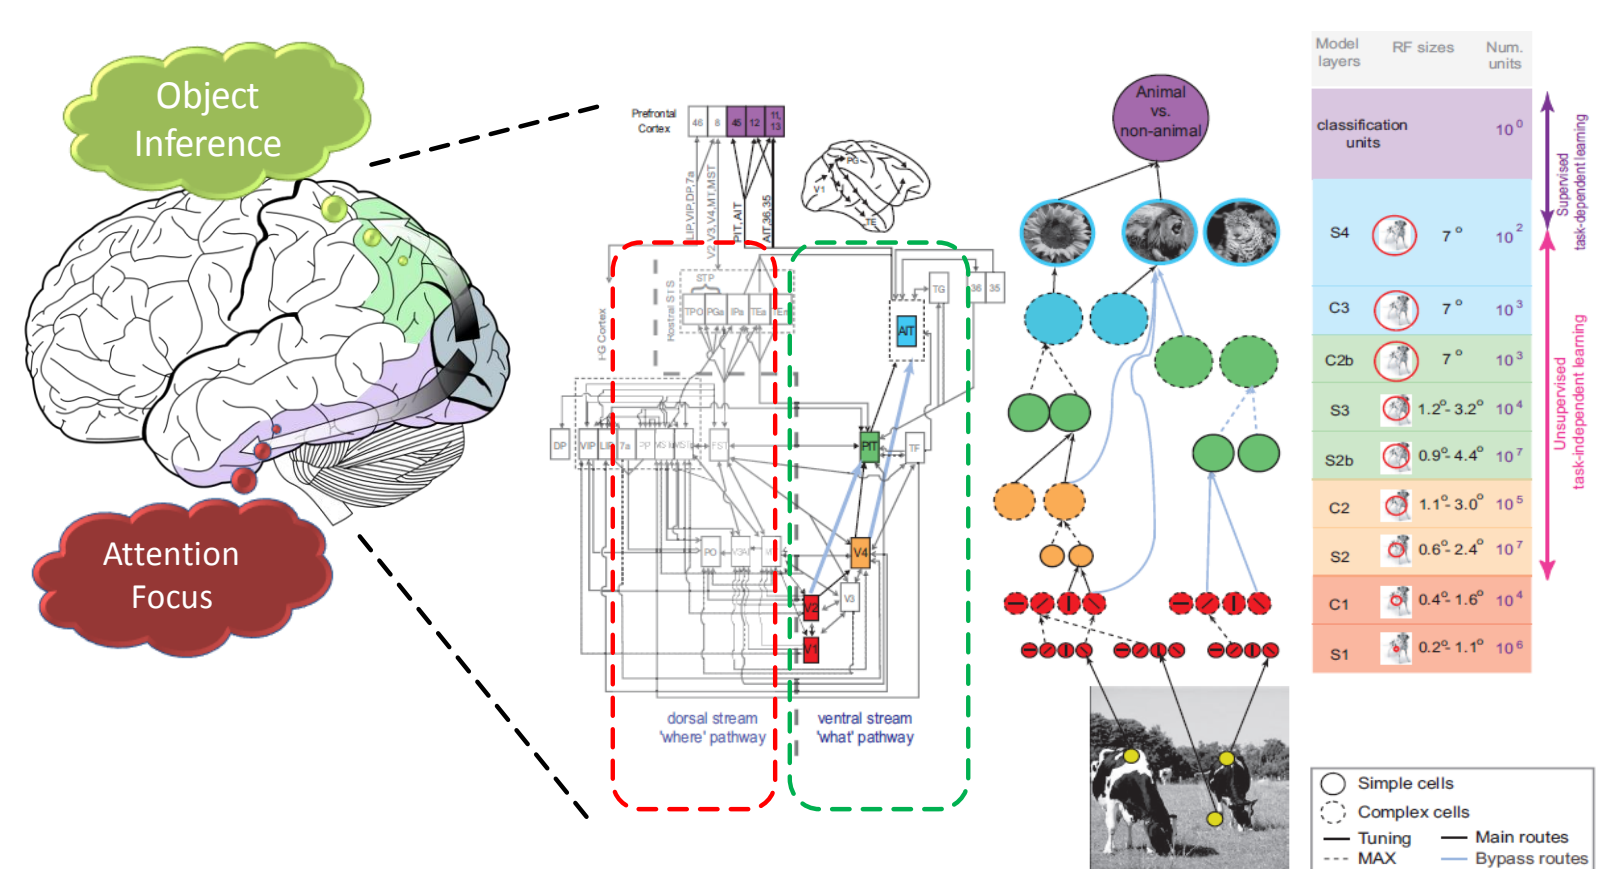 Object
Inference
Attention
Focus
Prefrontal
Cortex
46
8
45
12
11,
13
LIP,VIP,DP,7a
V2,V3,V4,MT,MST
PIT, AIT
AIT,36,35
PG
V1
TE
Rostral STS
STP
TPO
PGa
IPa
TEa
TG
36
35
AIT
DP
VIP
LIP
7a
PP
FST
PIT
TF
PO
V3A
V4
V2
V3
V1
dorsal stream
'where' pathway
ventral stream
'what' pathway
Animal
vs.
non-animal
Model
layers
RF sizes
Num.
units
classification
units
10⁰
S4
7°
10²
C3
7°
10³
C2b
7°
10³
S3
1.2°- 3.2°
10⁴
S2b
0.9°- 4.4°
10⁷
C2
1.1°- 3.0°
10⁵
S2
0.6°- 2.4°
10⁷
C1
0.4°- 1.6°
10⁴
S1
0.2°- 1.1°
10⁶
Supervised
task-dependent learning
Unsupervised
task-independent learning
Simple cells
Complex cells
Tuning
Main routes
MAX
Bypass routes